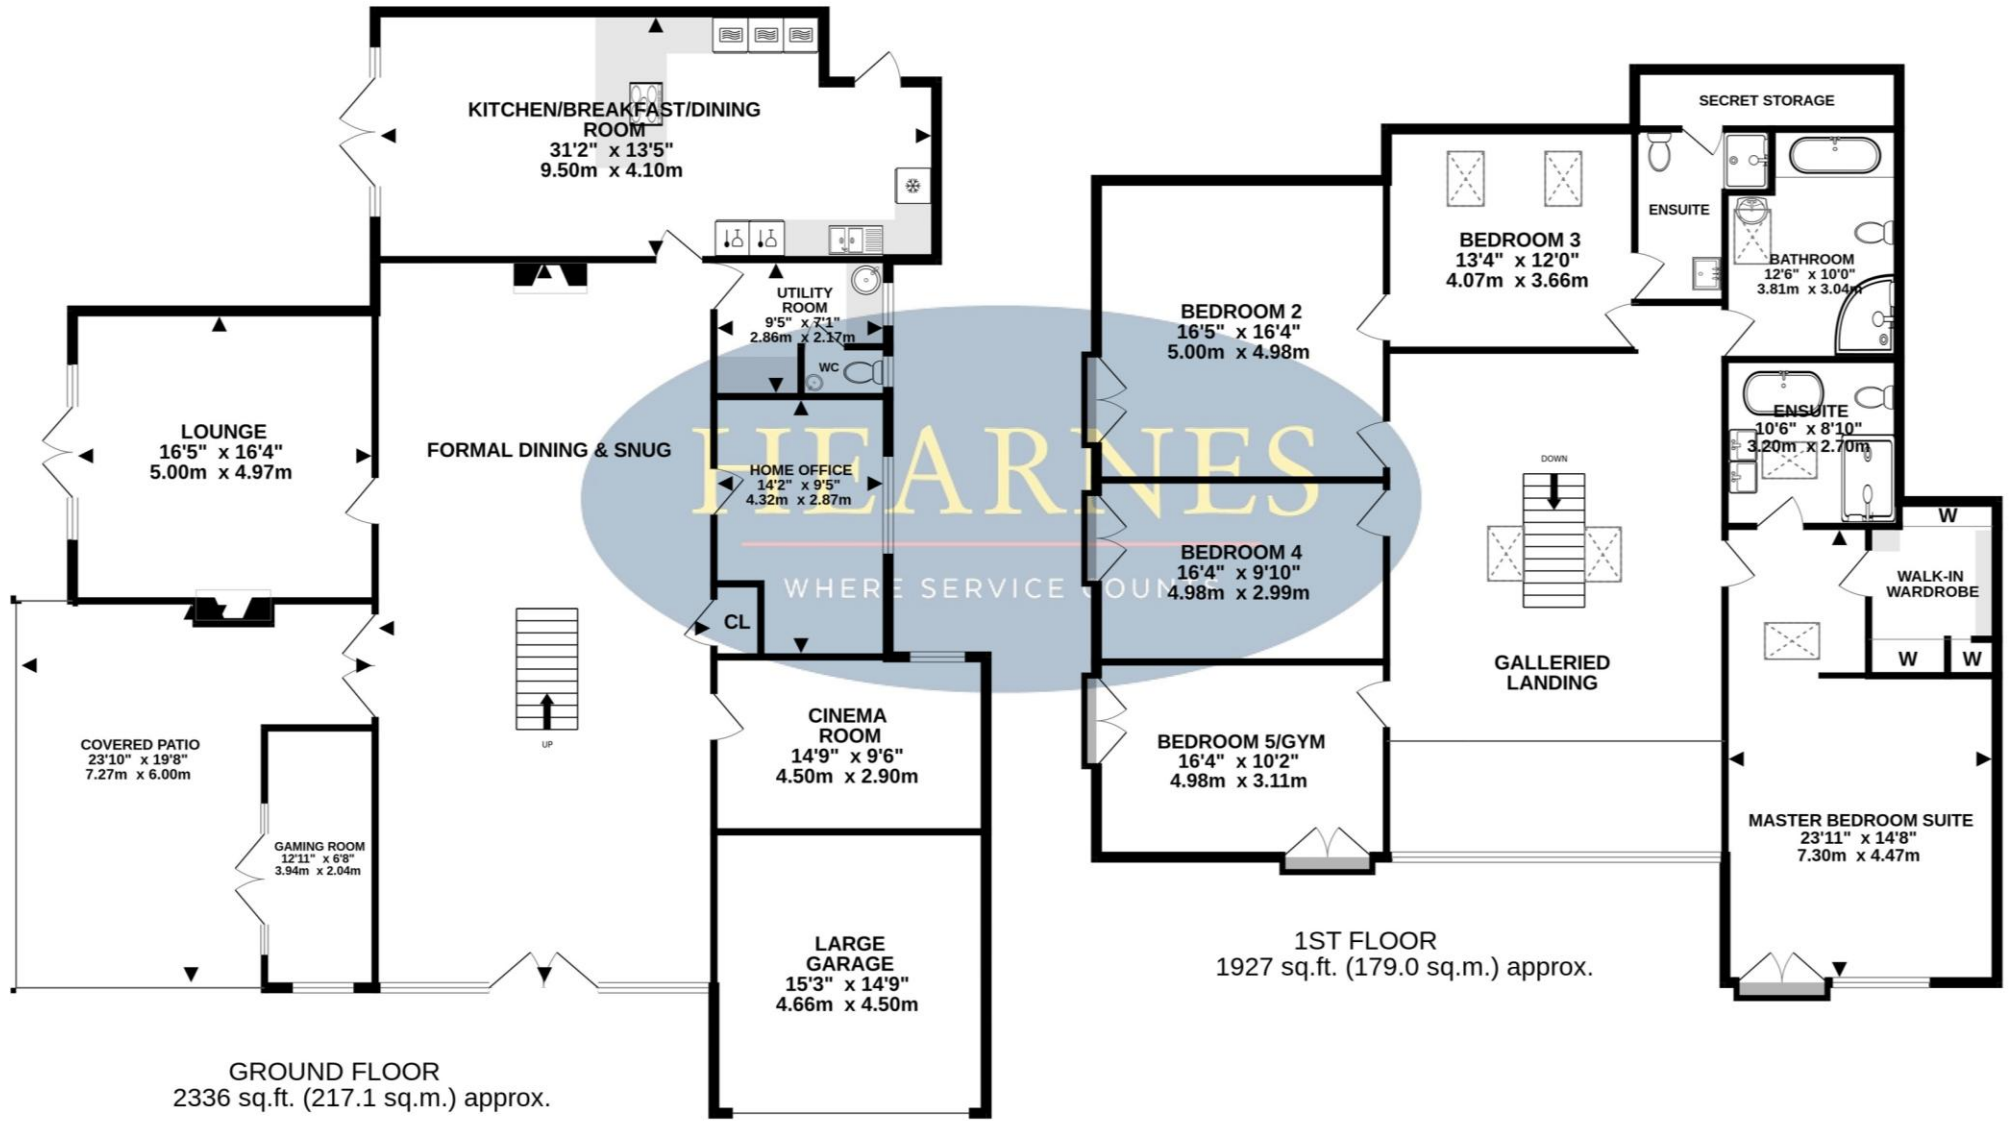 KITCHEN/BREAKFAST/DINING
ROOM
31'2" x 13'5"
9.50m x 4.10m
UTILITY
ROOM
9'5" x 7'1"
2.86m x 2.17m
WC
LOUNGE
16'5" x 16'4"
5.00m x 4.97m
FORMAL DINING & SNUG
HOME OFFICE
14'2" x 9'5"
4.32m x 2.87m
CL
UP
CINEMA
ROOM
14'9" x 9'6"
4.50m x 2.90m
COVERED PATIO
23'10" x 19'8"
7.27m x 6.00m
GAMING ROOM
12'11" x 6'8"
3.94m x 2.04m
LARGE
GARAGE
15'3" x 14'9"
4.66m x 4.50m
GROUND FLOOR
2336 sq.ft. (217.1 sq.m.) approx.
HEARNES
WHERE SERVICE COUNTS
SECRET STORAGE
BEDROOM 3
13'4" x 12'0"
4.07m x 3.66m
ENSUITE
BATHROOM
12'6" x 10'0"
3.81m x 3.04m
BEDROOM 2
16'5" x 16'4"
5.00m x 4.98m
ENSUITE
10'6" x 8'10"
3.20m x 2.70m
DOWN
BEDROOM 4
16'4" x 9'10"
4.98m x 2.99m
W
WALK-IN
WARDROBE
W
W
GALLERIED
LANDING
BEDROOM 5/GYM
16'4" x 10'2"
4.98m x 3.11m
MASTER BEDROOM SUITE
23'11" x 14'8"
7.30m x 4.47m
1ST FLOOR
1927 sq.ft. (179.0 sq.m.) approx.